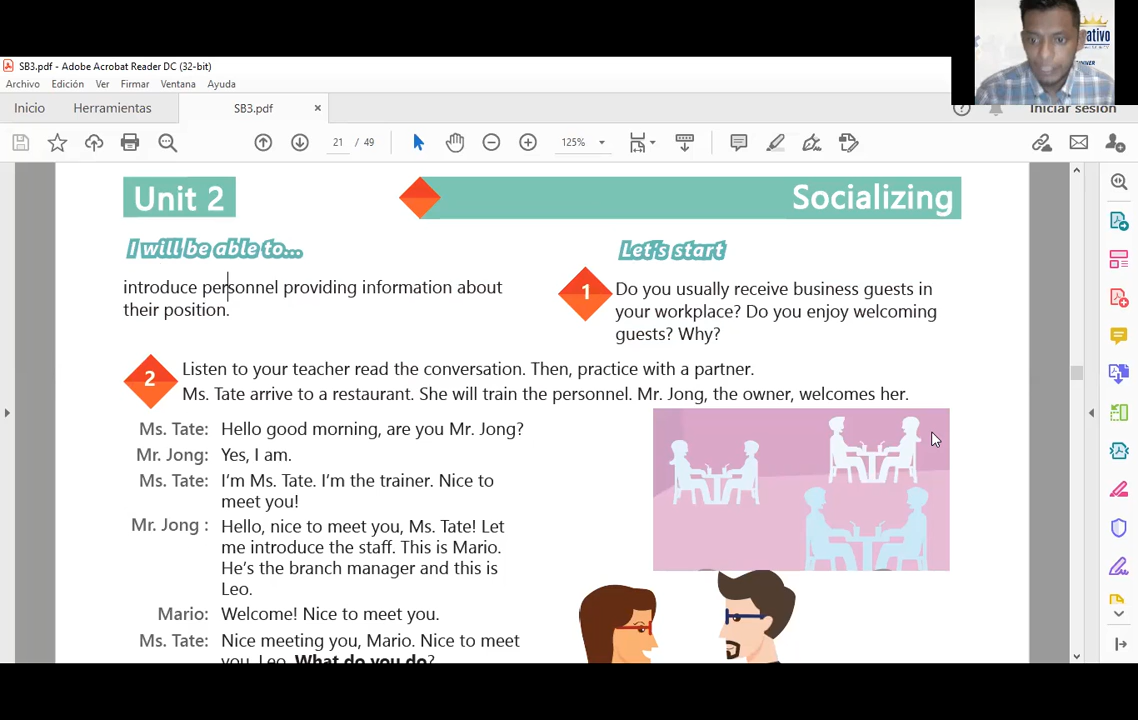 ativo
SB3.pdf - Adobe Acrobat Reader DC (32-bit)
Archivo Edición Ver Firmar Ventana Ayuda
Inicio Herramientas SB3.pdf × Iniciar sesión
21 / 49 125%
Unit 2 Socializing
I will be able to...
introduce personnel providing information about
their position.
Let's start
1 Do you usually receive business guests in
your workplace? Do you enjoy welcoming
guests? Why?
2 Listen to your teacher read the conversation. Then, practice with a partner.
Ms. Tate arrive to a restaurant. She will train the personnel. Mr. Jong, the owner, welcomes her.
Ms. Tate: Hello good morning, are you Mr. Jong?
Mr. Jong: Yes, I am.
Ms. Tate: I'm Ms. Tate. I'm the trainer. Nice to
meet you!
Mr. Jong : Hello, nice to meet you, Ms. Tate! Let
me introduce the staff. This is Mario.
He's the branch manager and this is
Leo.
Mario: Welcome! Nice to meet you.
Ms. Tate: Nice meeting you, Mario. Nice to meet
you, Leo. What do you do?